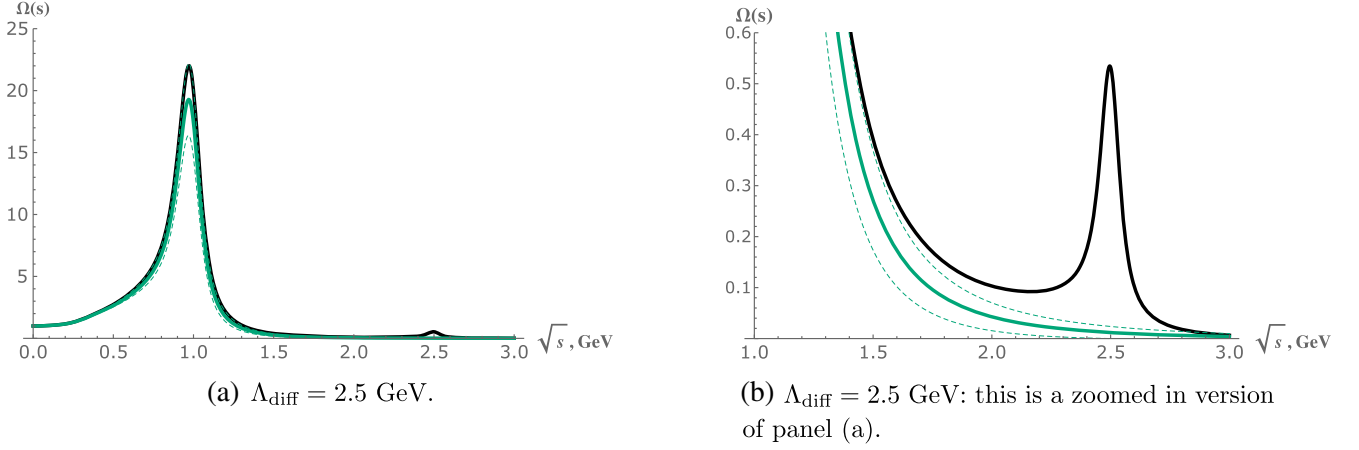 Ω(s)
25
20
15
10
5
0.0 0.5 1.0 1.5 2.0 2.5 3.0
√s , GeV
(a) Λdiff = 2.5 GeV.
Ω(s)
0.6
0.5
0.4
0.3
0.2
0.1
1.0 1.5 2.0 2.5 3.0
√s , GeV
(b) Λdiff = 2.5 GeV: this is a zoomed in version
of panel (a).